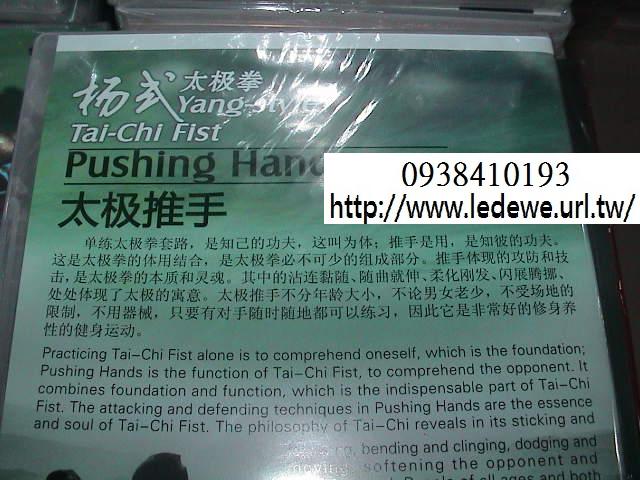 杨式太极拳
Yang-style
Tai-Chi Fist
Pushing Hand
太极推手
0938410193
http://www.ledewe.url.tw/
单练太极拳套路，是知己的功夫，这叫为体；推手是用，是知彼的功夫。
这是太极拳的体用结合，是太极拳必不可少的组成部分。推手体现的攻防和技
击，是太极拳的本质和灵魂。其中的沾连黏随、随曲就伸、柔化刚发、闪展腾挪，
处处体现了太极的寓意。太极推手不分年龄大小，不论男女老少，不受场地的
限制，不用器械，只要有对手随时随地都可以练习，因此它是非常好的修身养
性的健身运动。
Practicing Tai-Chi Fist alone is to comprehend oneself, which is the foundation;
Pushing Hands is the function of Tai-Chi Fist, to comprehend the opponent. It
combines foundation and function, which is the indispensable part of Tai-Chi
Fist. The attacking and defending techniques in Pushing Hands are the essence
and soul of Tai-Chi Fist. The philosophy of Tai-Chi reveals in its sticking and
bending and clinging, dodging and
moving, softening the opponent and
of all ages and both